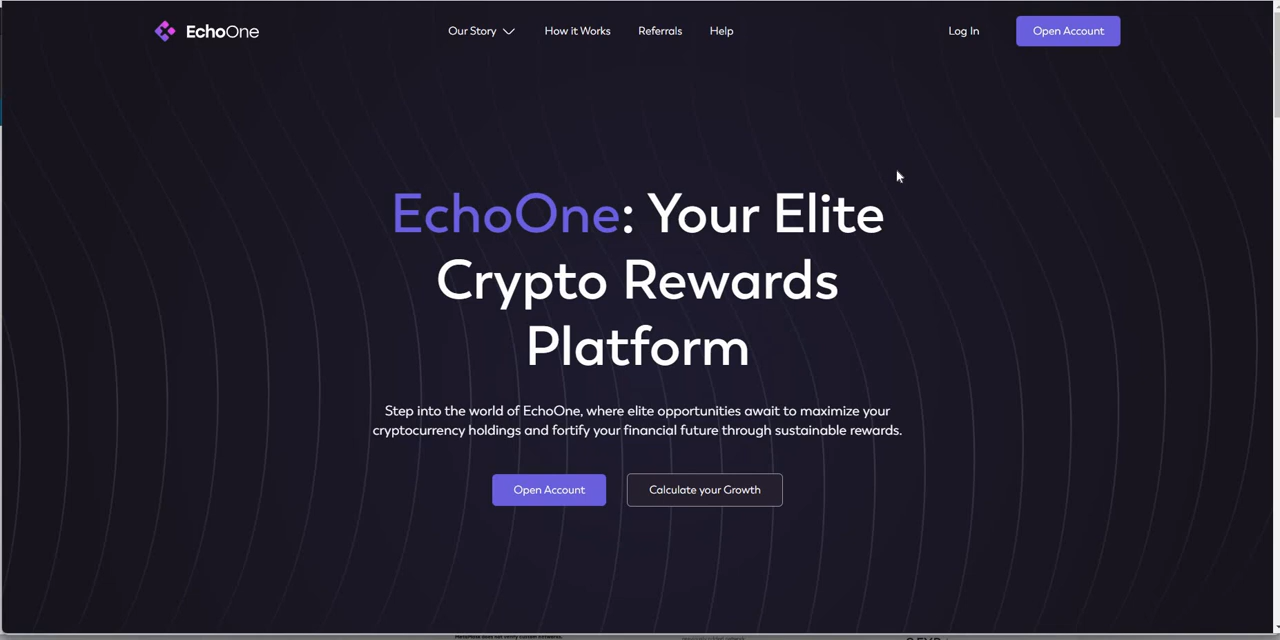 EchoOne
Our Story
How it Works
Referrals
Help
Log In
Open Account
EchoOne: Your Elite
Crypto Rewards
Platform
Step into the world of EchoOne, where elite opportunities await to maximize your
cryptocurrency holdings and fortify your financial future through sustainable rewards.
Open Account
Calculate your Growth